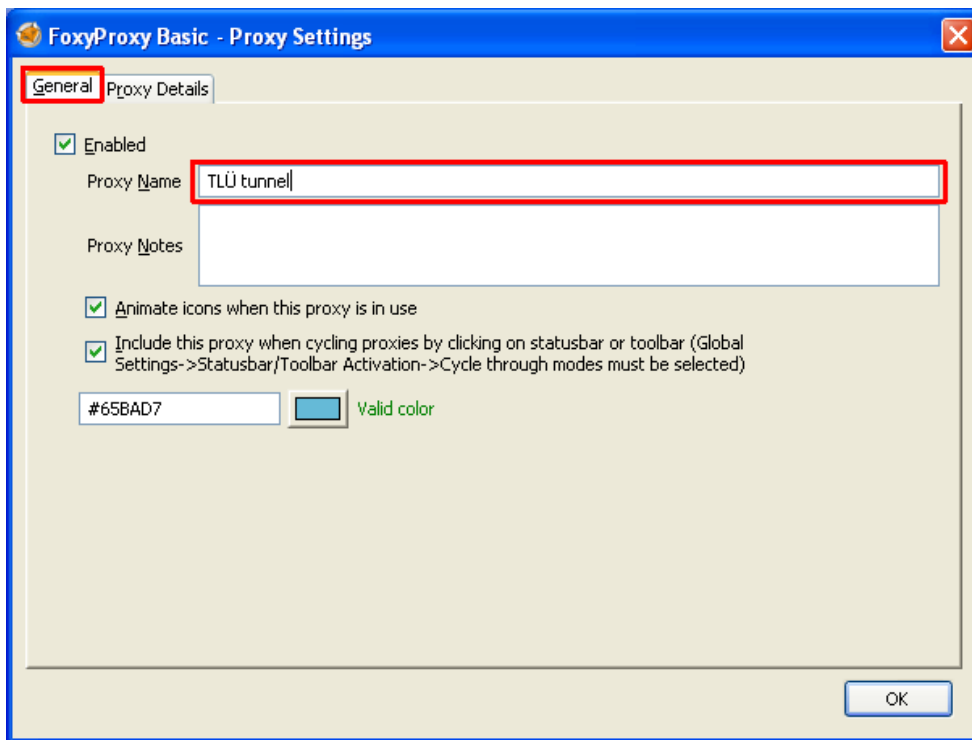 FoxyProxy Basic - Proxy Settings
General Proxy Details
Enabled
Proxy Name TLÜ tunnel
Proxy Notes
Animate icons when this proxy is in use
Include this proxy when cycling proxies by clicking on statusbar or toolbar (Global
Settings->Statusbar/Toolbar Activation->Cycle through modes must be selected)
#65BAD7 Valid color
OK